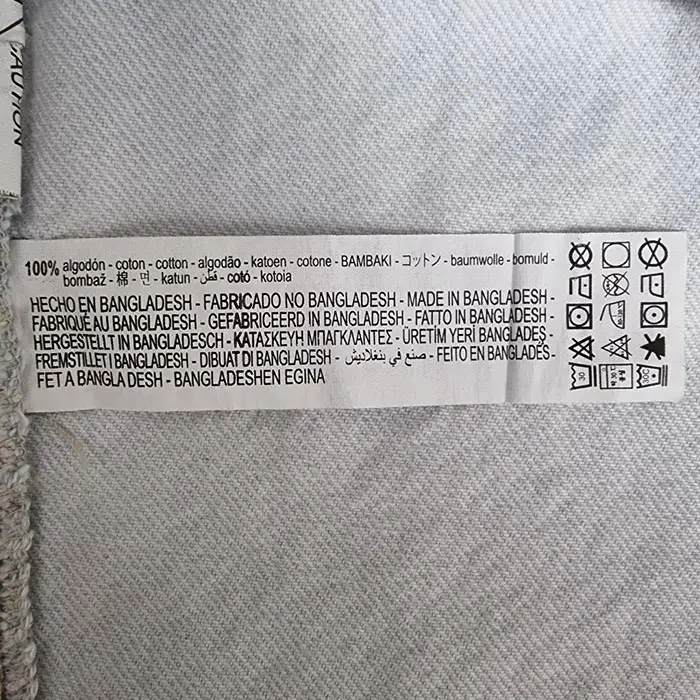 CAUTION
100% algodón - coton - cotton - algodão - katoen - cotone - BAMBAKI - コットン - baumwolle - bomuld -
bombaž - 棉 - 면 - katun - قطن - cotó - kotoia
HECHO EN BANGLADESH - FABRICADO NO BANGLADESH - MADE IN BANGLADESH -
FABRIQUÉ AU BANGLADESH - GEFABRICEERD IN BANGLADESH - FATTO IN BANGLADESH -
HERGESTELLT IN BANGLADESCH - ΚΑΤΑΣΚΕΥΗ ΜΠΑΓΚΛΑΝΤΕΣ - ÜRETİM YERİ BANGLADEŞ -
FREMSTILLET I BANGLADESH - DIBUAT DI BANGLADESH - صنع في بنغلاديش - FEITO EN BANGLADÉS -
FET A BANGLA DESH - BANGLADESHEN EGINA
30
30C